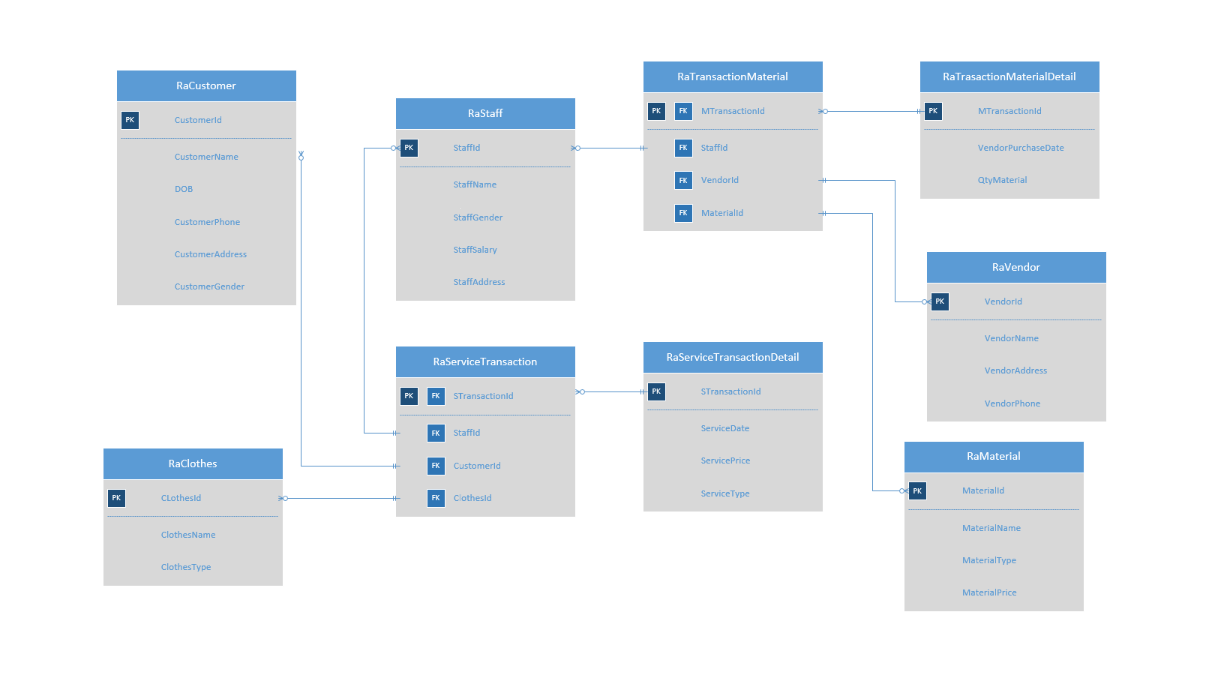 RaCustomer
PK CustomerId
CustomerName
DOB
CustomerPhone
CustomerAddress
CustomerGender
RaStaff
PK StaffId
StaffName
StaffGender
StaffSalary
StaffAddress
RaTransactionMaterial
PK FK MTransactionId
FK StaffId
FK VendorId
FK MaterialId
RaTrasactionMaterialDetail
PK MTransactionId
VendorPurchaseDate
QtyMaterial
RaVendor
PK VendorId
VendorName
VendorAddress
VendorPhone
RaServiceTransaction
PK FK STransactionId
FK StaffId
FK CustomerId
FK ClothesId
RaServiceTransactionDetail
PK STransactionId
ServiceDate
ServicePrice
ServiceType
RaClothes
PK CLothesId
ClothesName
ClothesType
RaMaterial
PK MaterialId
MaterialName
MaterialType
MaterialPrice